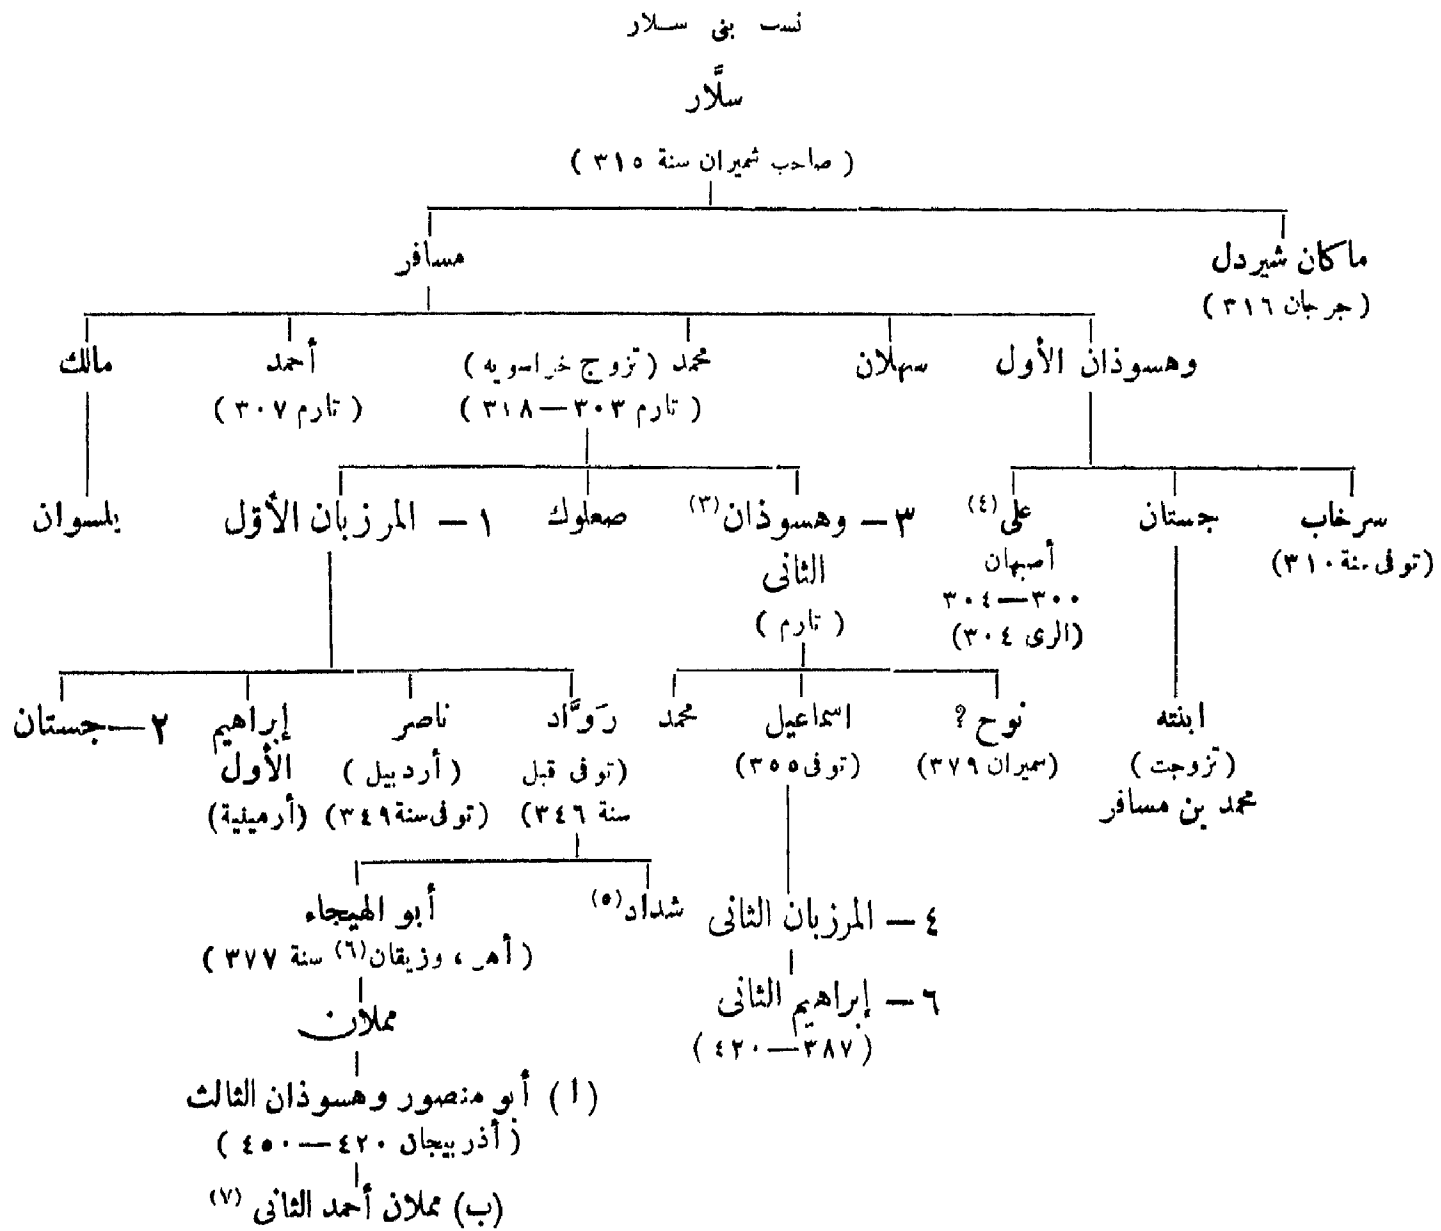 نسب بنى سلار
سلَّار
( صاحب شميران سنة ٣١٥ )
ماكان شيردل
( جرجان ٣١٦ )
مسافر
وهسوذان الأول
سهلان
محمد ( تزوج خراسويه )
( تارم ٣٠٣ — ٣١٨ )
أحمد
( تارم ٣٠٧ )
مالك
سرخاب
(توفى سنة ٣١٠)
جستان
على (٤)
أصبهان
٣٠٠ — ٣٠٤
(الرى ٣٠٤)
٣ — وهسوذان (٣)
الثانى
( تارم )
صعلوك
١ — المرزبان الأوّل
يلسوان
ابنته
( تزوجت )
محمد بن مسافر
نوح ؟
(سميران ٣٧٩)
اسماعيل
(توفى ٣٥٥)
محمد
رَوَّاد
(توفى قبل
سنة ٣٤٦)
ناصر
( أردبيل )
(توفى سنة ٣٤٩)
إبراهيم
الأول
(أرمينية)
٢ — جستان
٤ — المرزبان الثانى
شداد (٥)
أبو الهيجاء
( أهر ، وزيقان (٦) سنة ٣٧٧ )
٦ — إبراهيم الثانى
( ٣٨٧ — ٤٢٠ )
مملان
( ا ) أبو منصور وهسوذان الثالث
( أذربيجان ٤٢٠ — ٤٥٠ )
(ب) مملان أحمد الثانى (٧)